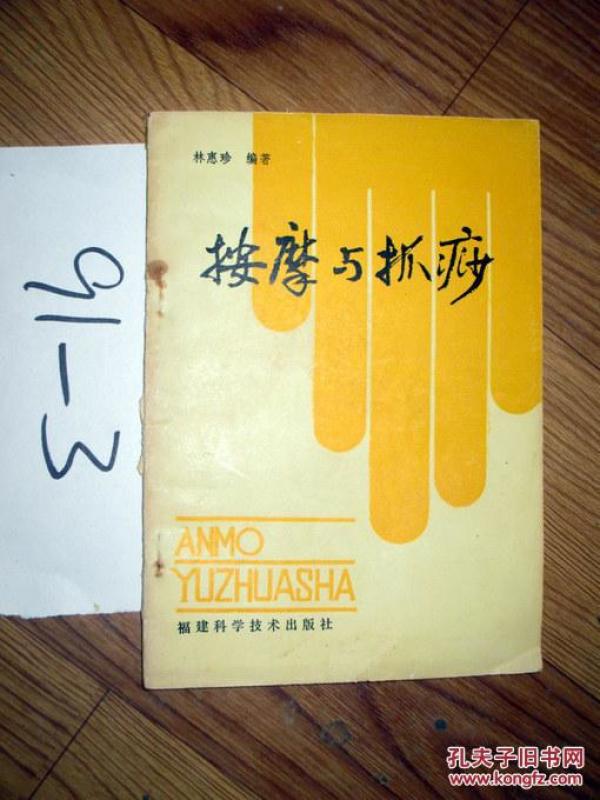 林惠珍 编著
按摩与抓痧
ANMO
YUZHUASHA
福建科学技术出版社
91-3
孔夫子旧书网
www.kongfz.com